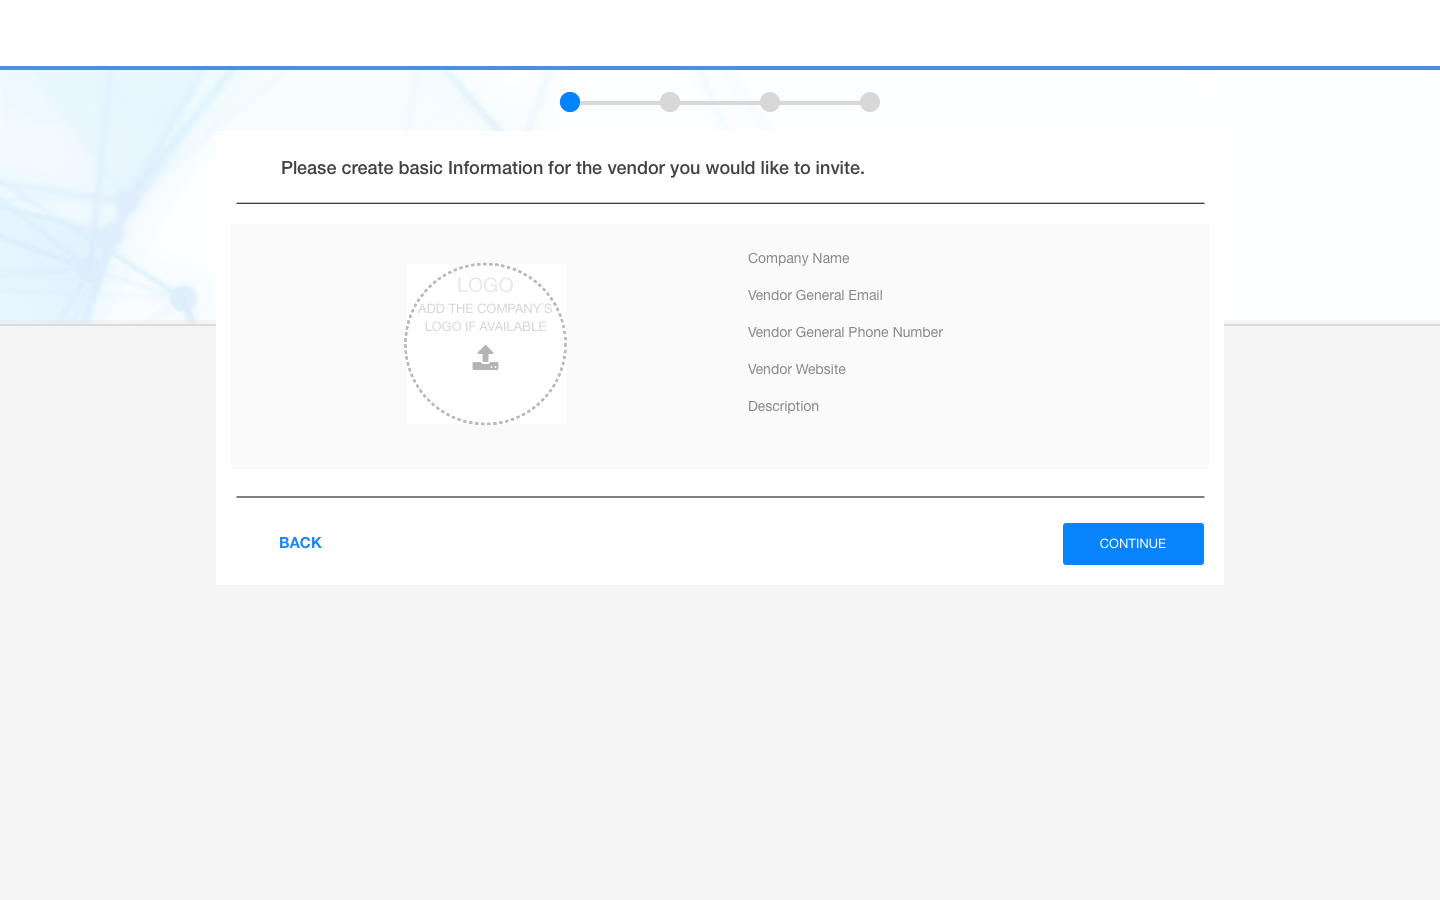 Please create basic Information for the vendor you would like to invite.
LOGO
ADD THE COMPANY'S
LOGO IF AVAILABLE
Company Name
Vendor General Email
Vendor General Phone Number
Vendor Website
Description
BACK
CONTINUE